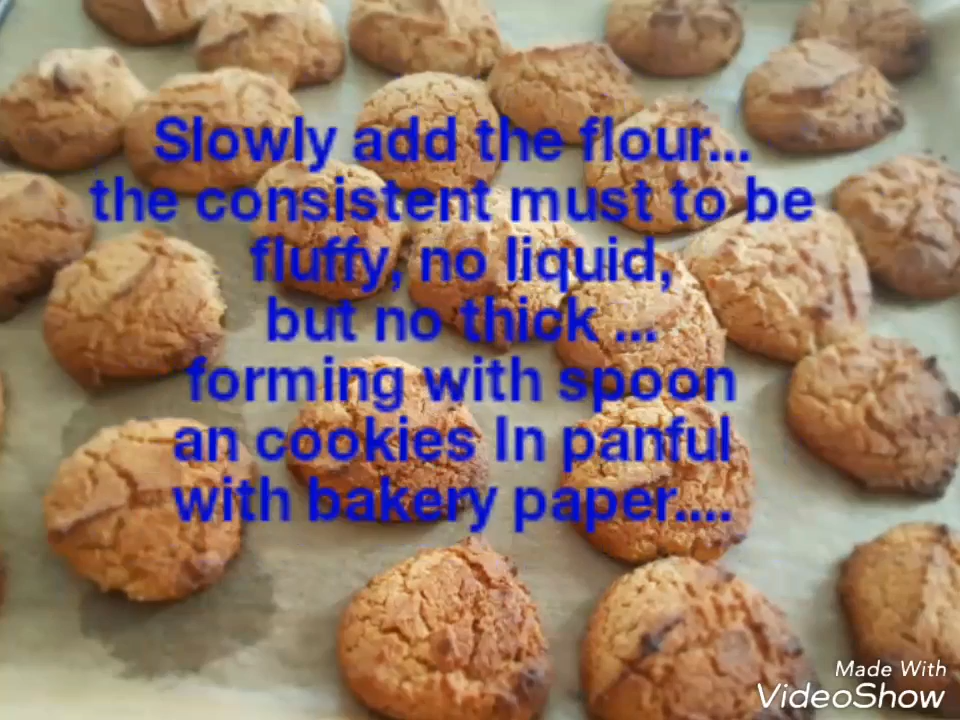 Slowly add the flour...
the consistent must to be
fluffy, no liquid,
but no thick ...
forming with spoon
an cookies In panful
with bakery paper....
Made With
VideoShow